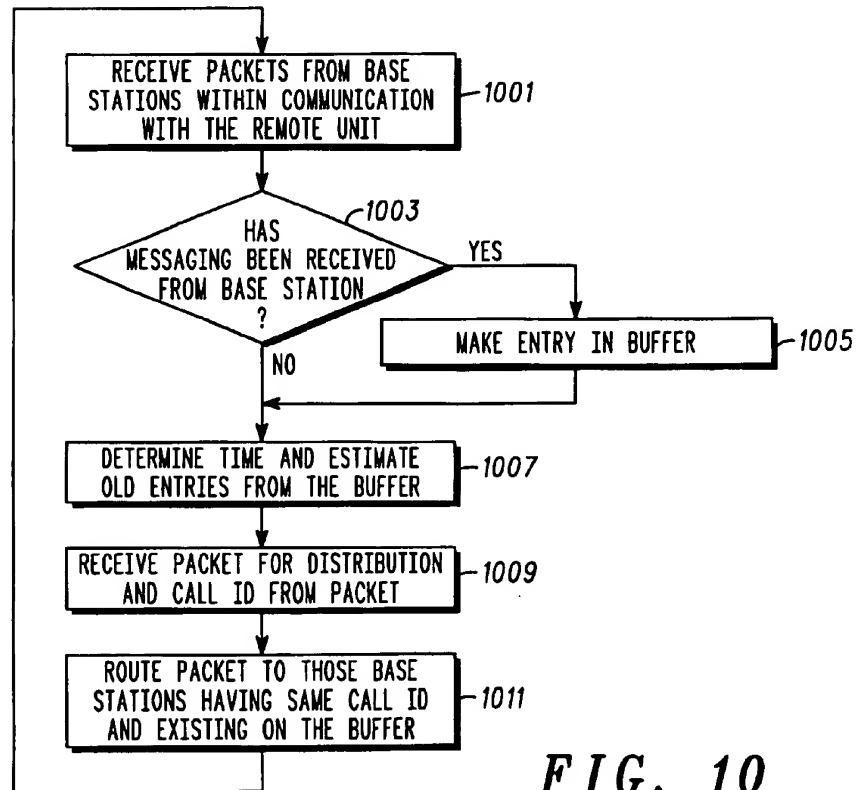 RECEIVE PACKETS FROM BASE
STATIONS WITHIN COMMUNICATION
WITH THE REMOTE UNIT
1001
1003
HAS
MESSAGING BEEN RECEIVED
FROM BASE STATION
?
YES
NO
MAKE ENTRY IN BUFFER
1005
DETERMINE TIME AND ESTIMATE
OLD ENTRIES FROM THE BUFFER
1007
RECEIVE PACKET FOR DISTRIBUTION
AND CALL ID FROM PACKET
1009
ROUTE PACKET TO THOSE BASE
STATIONS HAVING SAME CALL ID
AND EXISTING ON THE BUFFER
1011
FIG. 10